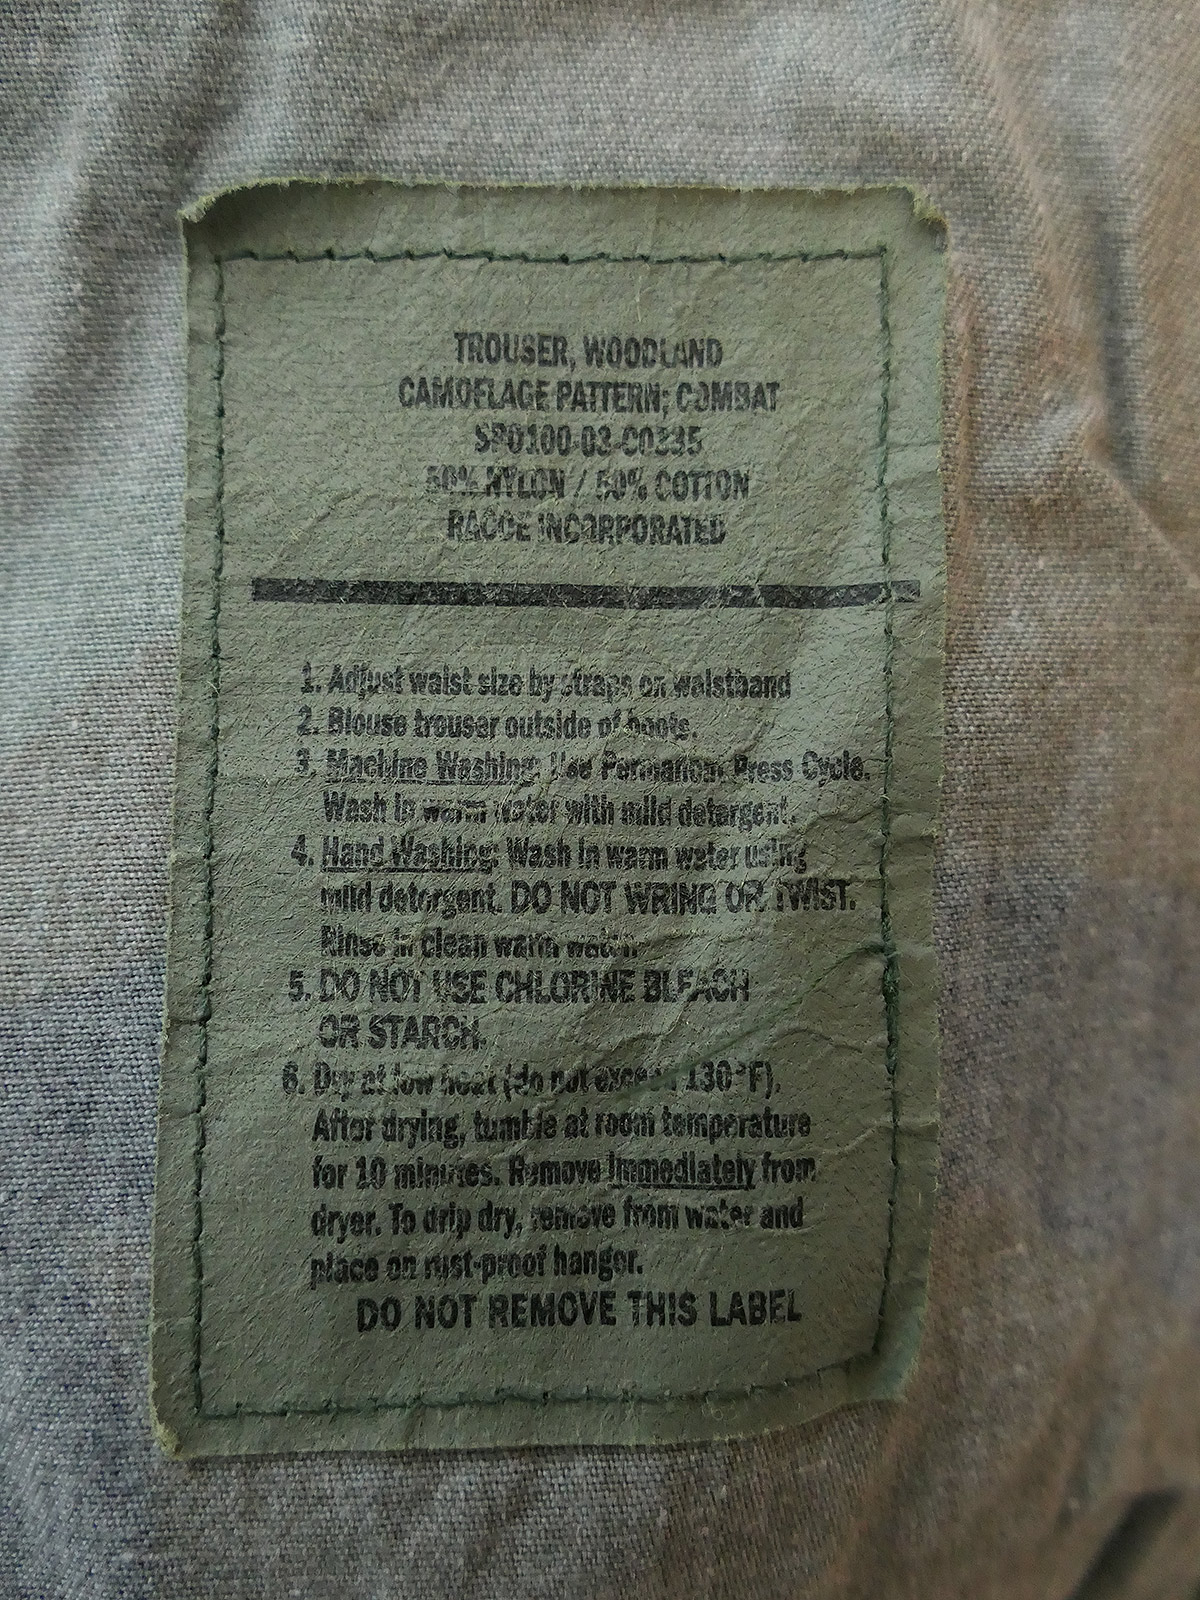 TROUSER, WOODLAND
CAMOFLAGE PATTERN; COMBAT
50% NYLON / 50% COTTON
INCORPORATED
1. Adjust waist size by straps on waistband
2. Blouse trouser outside of boots.
3. Machine Washing: Use Permanent Press Cycle.
Wash in warm water with mild detergent.
4. Hand Washing: Wash in warm water using
mild detergent. DO NOT WRING OR TWIST.
Rinse in clean warm water.
5. DO NOT USE CHLORINE BLEACH
OR STARCH.
6. Dry at low heat (do not exceed 130°F).
After drying, tumble at room temperature
for 10 minutes. Remove immediately from
dryer. To drip dry, remove from water and
place on rust-proof hanger.
DO NOT REMOVE THIS LABEL